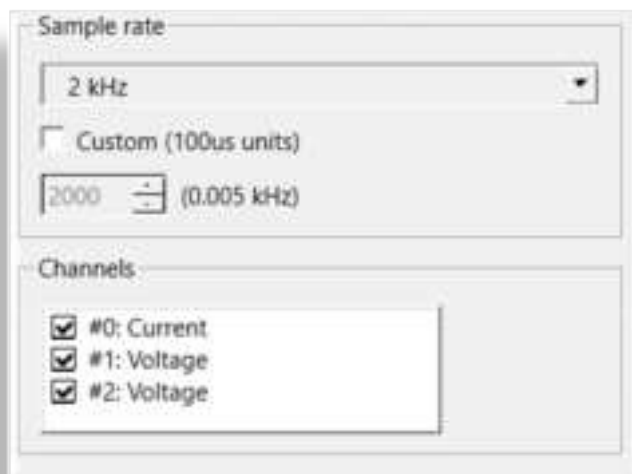 Sample rate
2 kHz
Custom (100us units)
2000 (0.005 kHz)
Channels
#0: Current
#1: Voltage
#2: Voltage